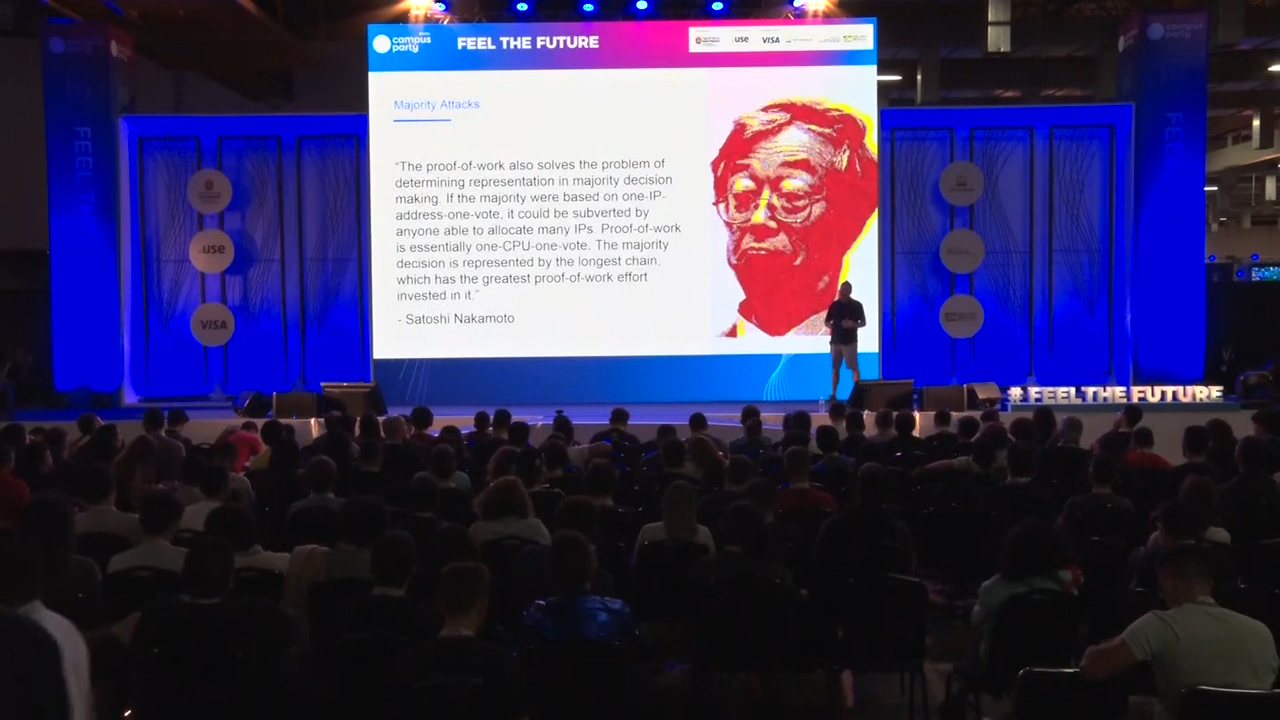 campus
party
FEEL THE FUTURE
.use
VISA
campus
party
FEEL
Majority Attacks
“The proof-of-work also solves the problem of
determining representation in majority decision
making. If the majority were based on one-IP-
address-one-vote, it could be subverted by
anyone able to allocate many IPs. Proof-of-work
is essentially one-CPU-one-vote. The majority
decision is represented by the longest chain,
which has the greatest proof-of-work effort
invested in it.”
- Satoshi Nakamoto
.use
VISA
FEEL
# FEEL THE FUTURE